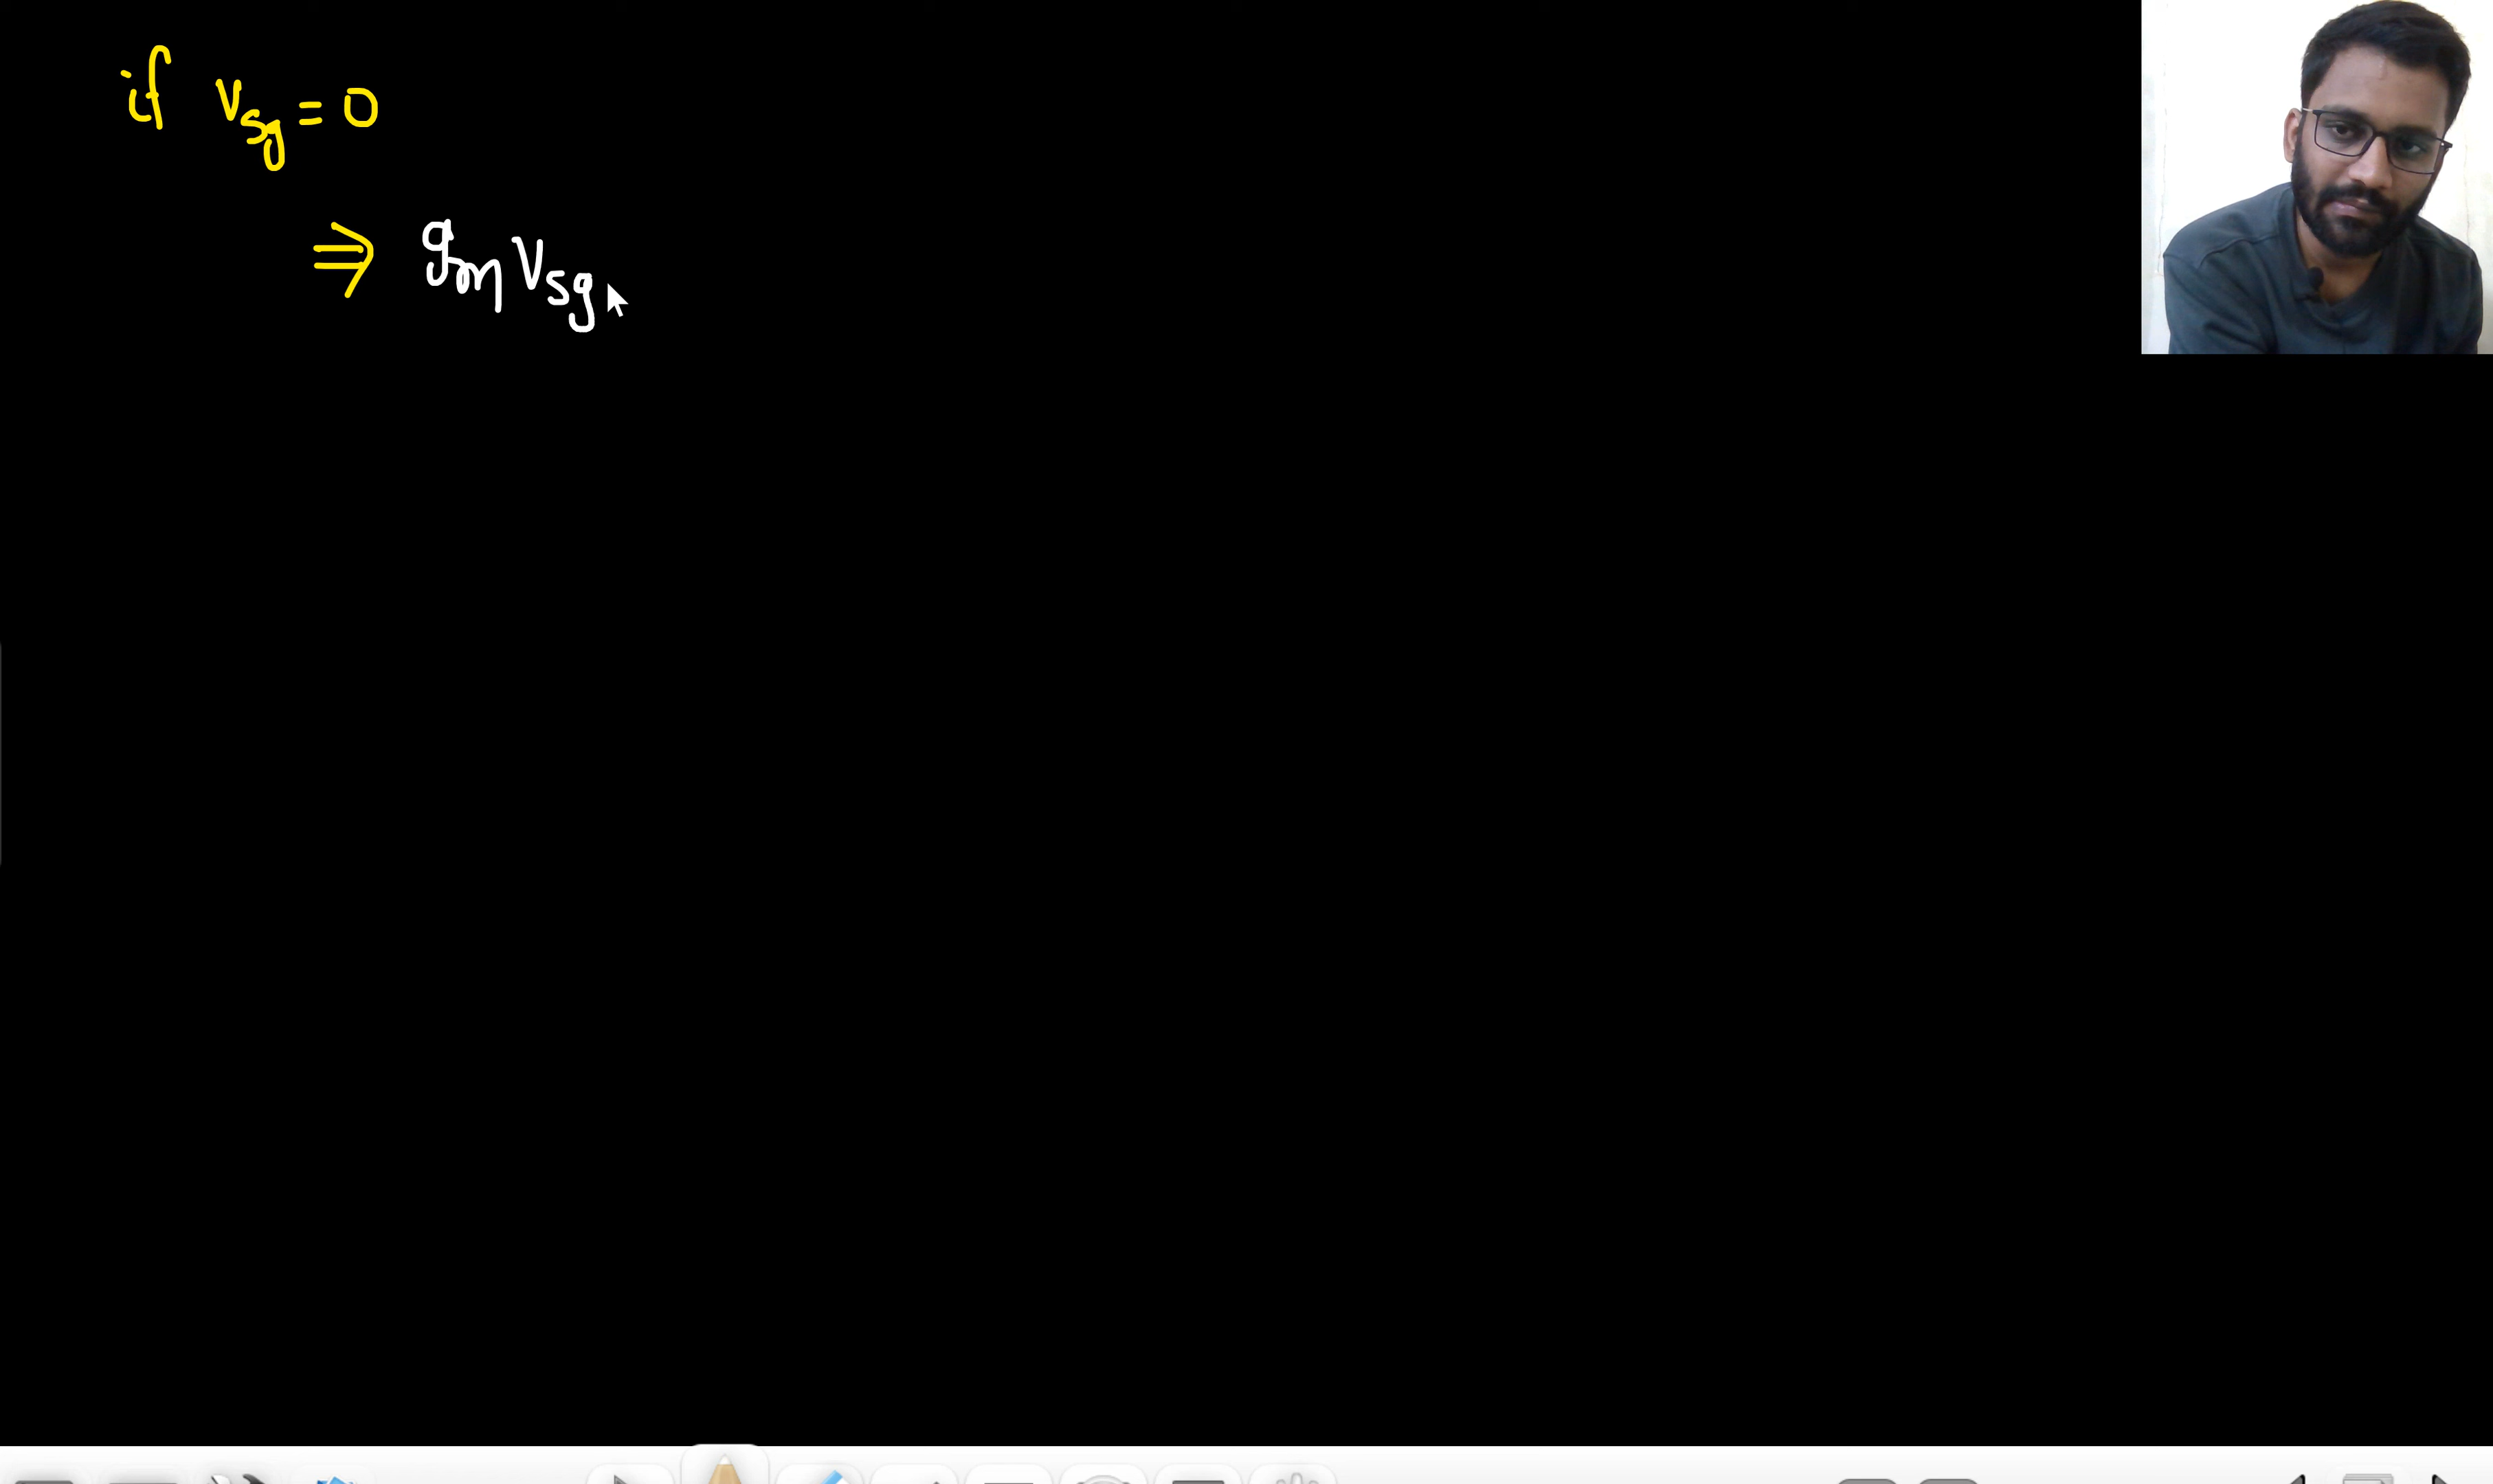 if vsg = 0
⇒ gm vsg